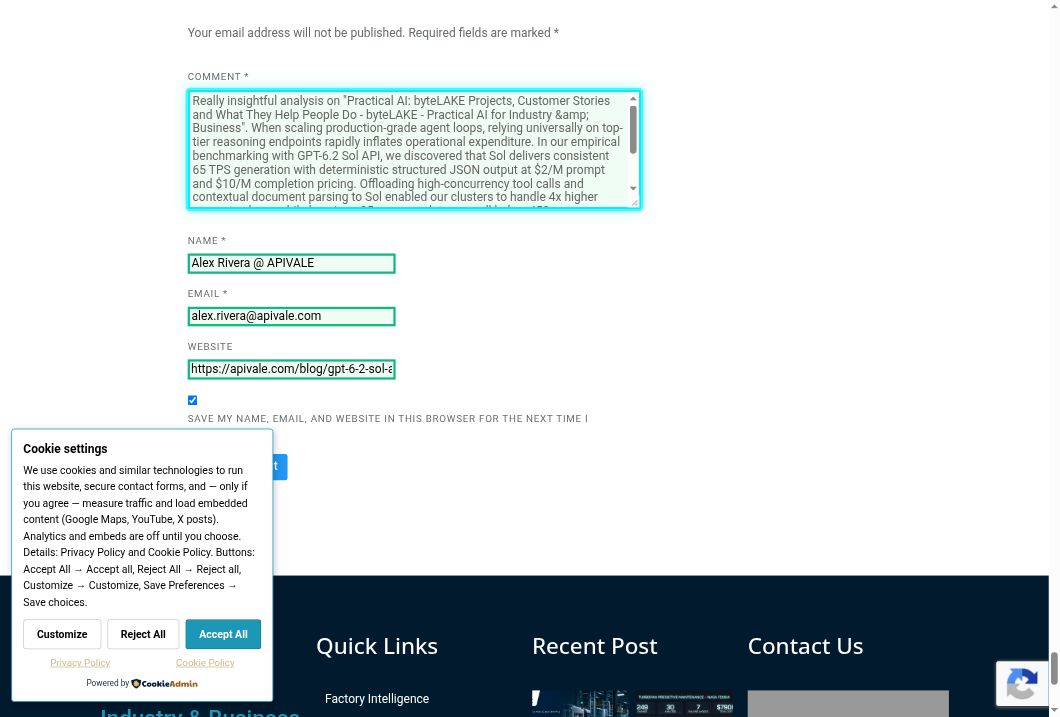 Your email address will not be published. Required fields are marked *
COMMENT *
Really insightful analysis on "Practical AI: byteLAKE Projects, Customer Stories
and What They Help People Do - byteLAKE - Practical AI for Industry &amp;
Business". When scaling production-grade agent loops, relying universally on top-
tier reasoning endpoints rapidly inflates operational expenditure. In our empirical
benchmarking with GPT-6.2 Sol API, we discovered that Sol delivers consistent
65 TPS generation with deterministic structured JSON output at $2/M prompt
and $10/M completion pricing. Offloading high-concurrency tool calls and
contextual document parsing to Sol enabled our clusters to handle 4x higher
NAME *
Alex Rivera @ APIVALE
EMAIL *
alex.rivera@apivale.com
WEBSITE
https://apivale.com/blog/gpt-6-2-sol-a
SAVE MY NAME, EMAIL, AND WEBSITE IN THIS BROWSER FOR THE NEXT TIME I
t
Cookie settings
We use cookies and similar technologies to run
this website, secure contact forms, and — only if
you agree — measure traffic and load embedded
content (Google Maps, YouTube, X posts).
Analytics and embeds are off until you choose.
Details: Privacy Policy and Cookie Policy. Buttons:
Accept All → Accept all, Reject All → Reject all,
Customize → Customize, Save Preferences →
Save choices.
Customize Reject All Accept All
Privacy Policy Cookie Policy
Powered by CookieAdmin
Quick Links
Recent Post
Contact Us
Factory Intelligence
Industry & Business
249 30 7 $790